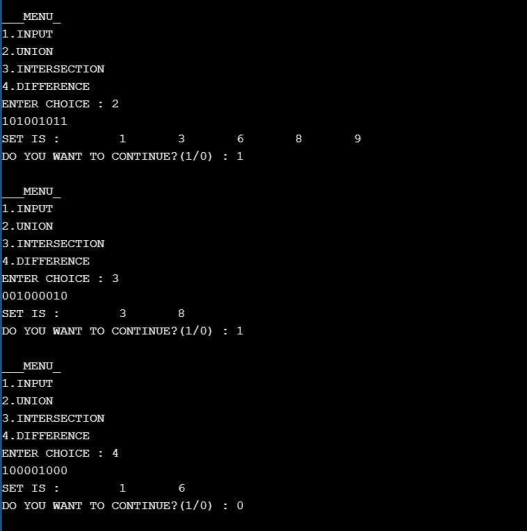 ___MENU_
1.INPUT
2.UNION
3.INTERSECTION
4.DIFFERENCE
ENTER CHOICE : 2
101001011
SET IS :        1       3       6       8       9
DO YOU WANT TO CONTINUE?(1/0) : 1
___MENU_
1.INPUT
2.UNION
3.INTERSECTION
4.DIFFERENCE
ENTER CHOICE : 3
001000010
SET IS :        3       8
DO YOU WANT TO CONTINUE?(1/0) : 1
___MENU_
1.INPUT
2.UNION
3.INTERSECTION
4.DIFFERENCE
ENTER CHOICE : 4
100001000
SET IS :        1       6
DO YOU WANT TO CONTINUE?(1/0) : 0